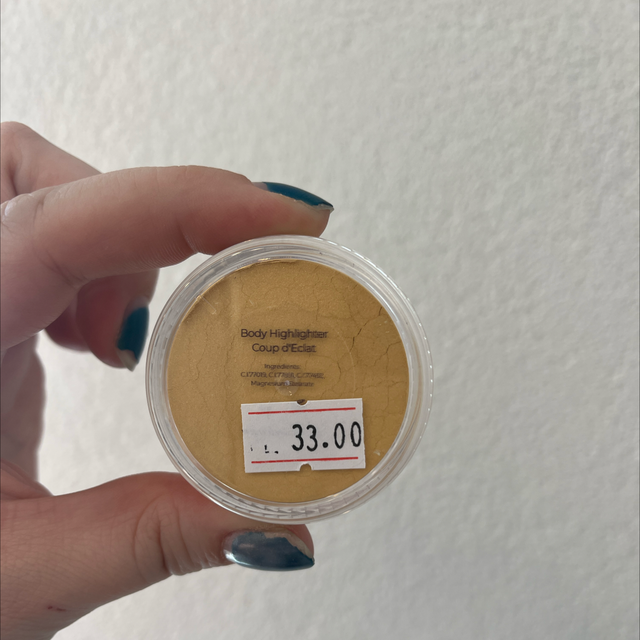 Body Highlighter
Coup d'Eclat
Ingredients:
Magnesium
33.00